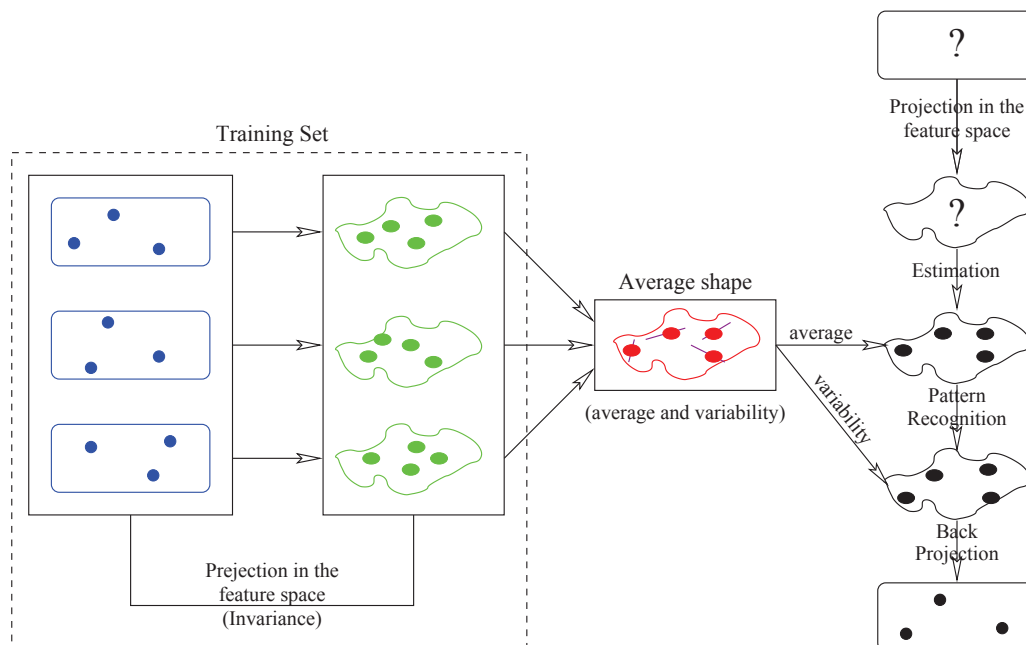 ?
Projection in the
feature space
Training Set
?
Estimation
Average shape
average
(average and variability)
variability
Pattern
Recognition
Back
Projection
Prejection in the
feature space
(Invariance)